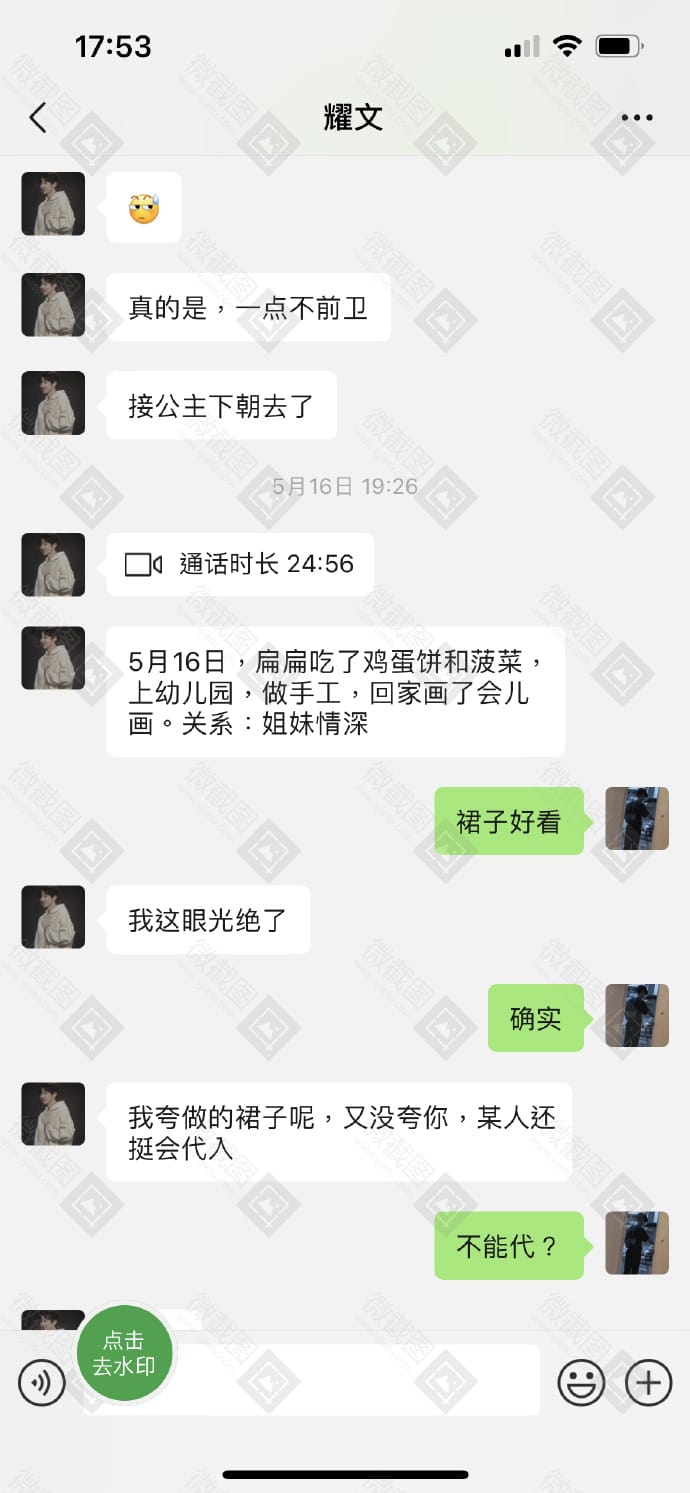 17:53
耀文
真的是，一点不前卫
接公主下朝去了
5月16日 19:26
通话时长 24:56
5月16日，扁扁吃了鸡蛋饼和菠菜，
上幼儿园，做手工，回家画了会儿
画。关系：姐妹情深
裙子好看
我这眼光绝了
确实
我夸做的裙子呢，又没夸你，某人还
挺会代入
不能代？
点击
去水印
微截图